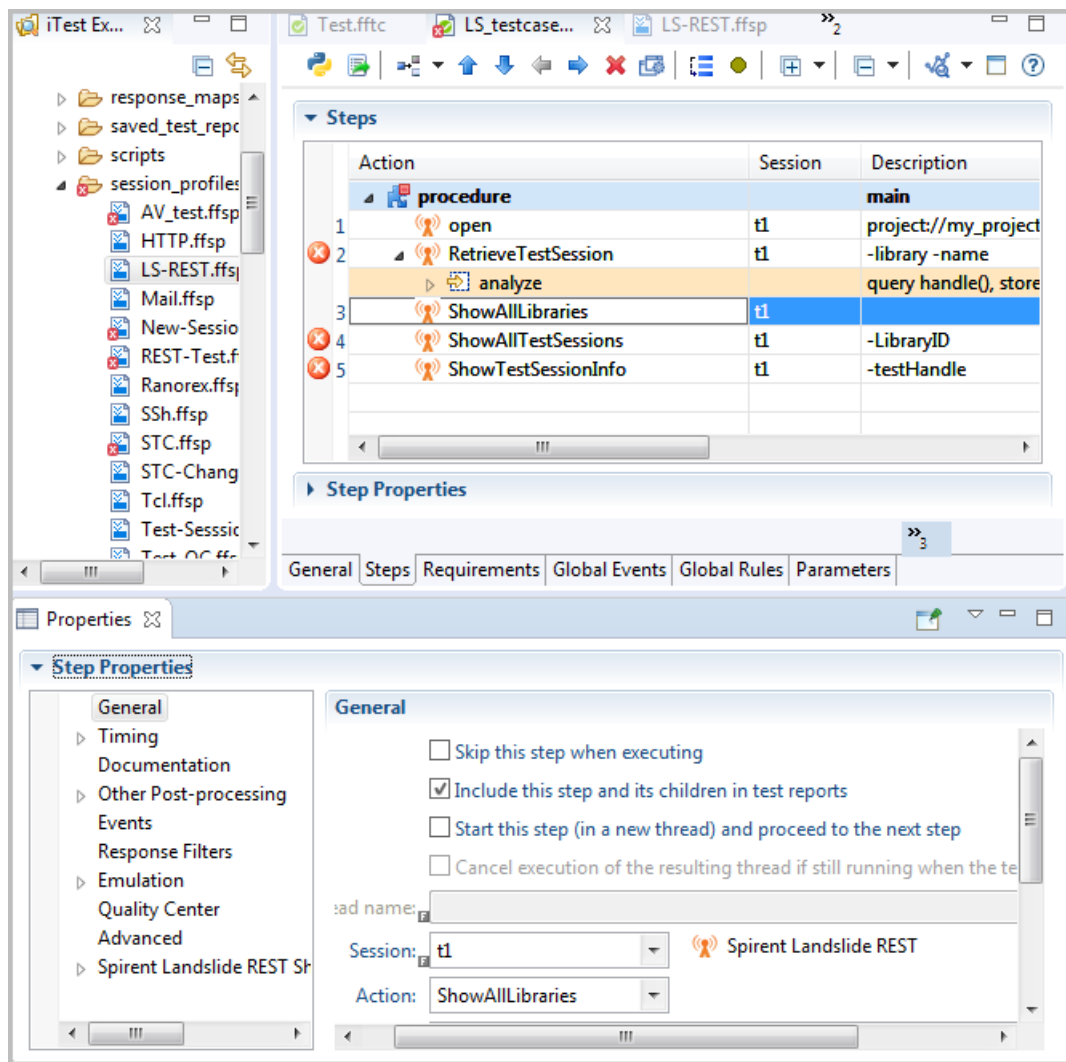 iTest Ex...
Test.fftc
LS_testcase...
LS-REST.ffsp
»2
response_maps
saved_test_repo
scripts
session_profiles
AV_test.ffsp
HTTP.ffsp
LS-REST.ffsp
Mail.ffsp
New-Sessio
REST-Test.f
Ranorex.ffsp
SSh.ffsp
STC.ffsp
STC-Chang
Tcl.ffsp
Test-Sesssio
Test_QC.ffs
Steps
Action Session Description
procedure main
1 open t1 project://my_project
2 RetrieveTestSession t1 -library -name
analyze query handle(), store
3 ShowAllLibraries t1
4 ShowAllTestSessions t1 -LibraryID
5 ShowTestSessionInfo t1 -testHandle
Step Properties
»3
General Steps Requirements Global Events Global Rules Parameters
Properties
Step Properties
General
Timing
Documentation
Other Post-processing
Events
Response Filters
Emulation
Quality Center
Advanced
Spirent Landslide REST Sh
General
Skip this step when executing
Include this step and its children in test reports
Start this step (in a new thread) and proceed to the next step
Cancel execution of the resulting thread if still running when the te
ead name:
F
Session: t1 Spirent Landslide REST
F
Action: ShowAllLibraries